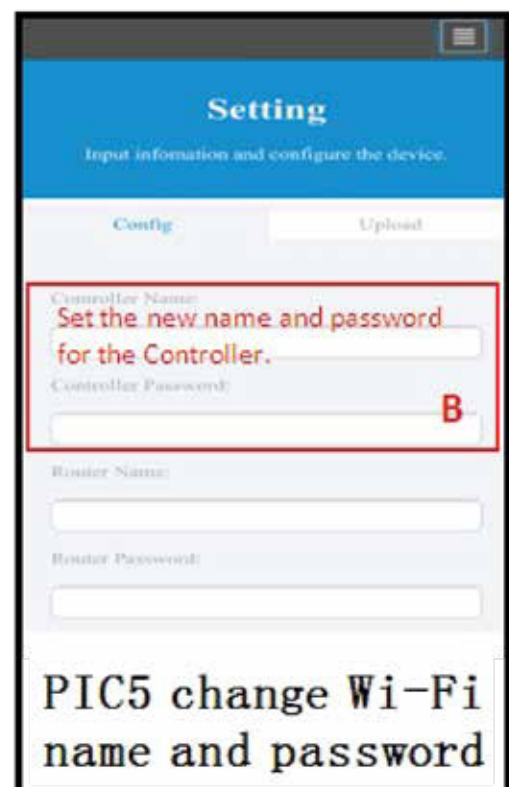 Setting
Input infomation and configure the device.
Config Upload
Controller Name:
Set the new name and password
for the Controller.
Controller Password:
B
Router Name:
Router Password:
PIC5 change Wi-Fi
name and password